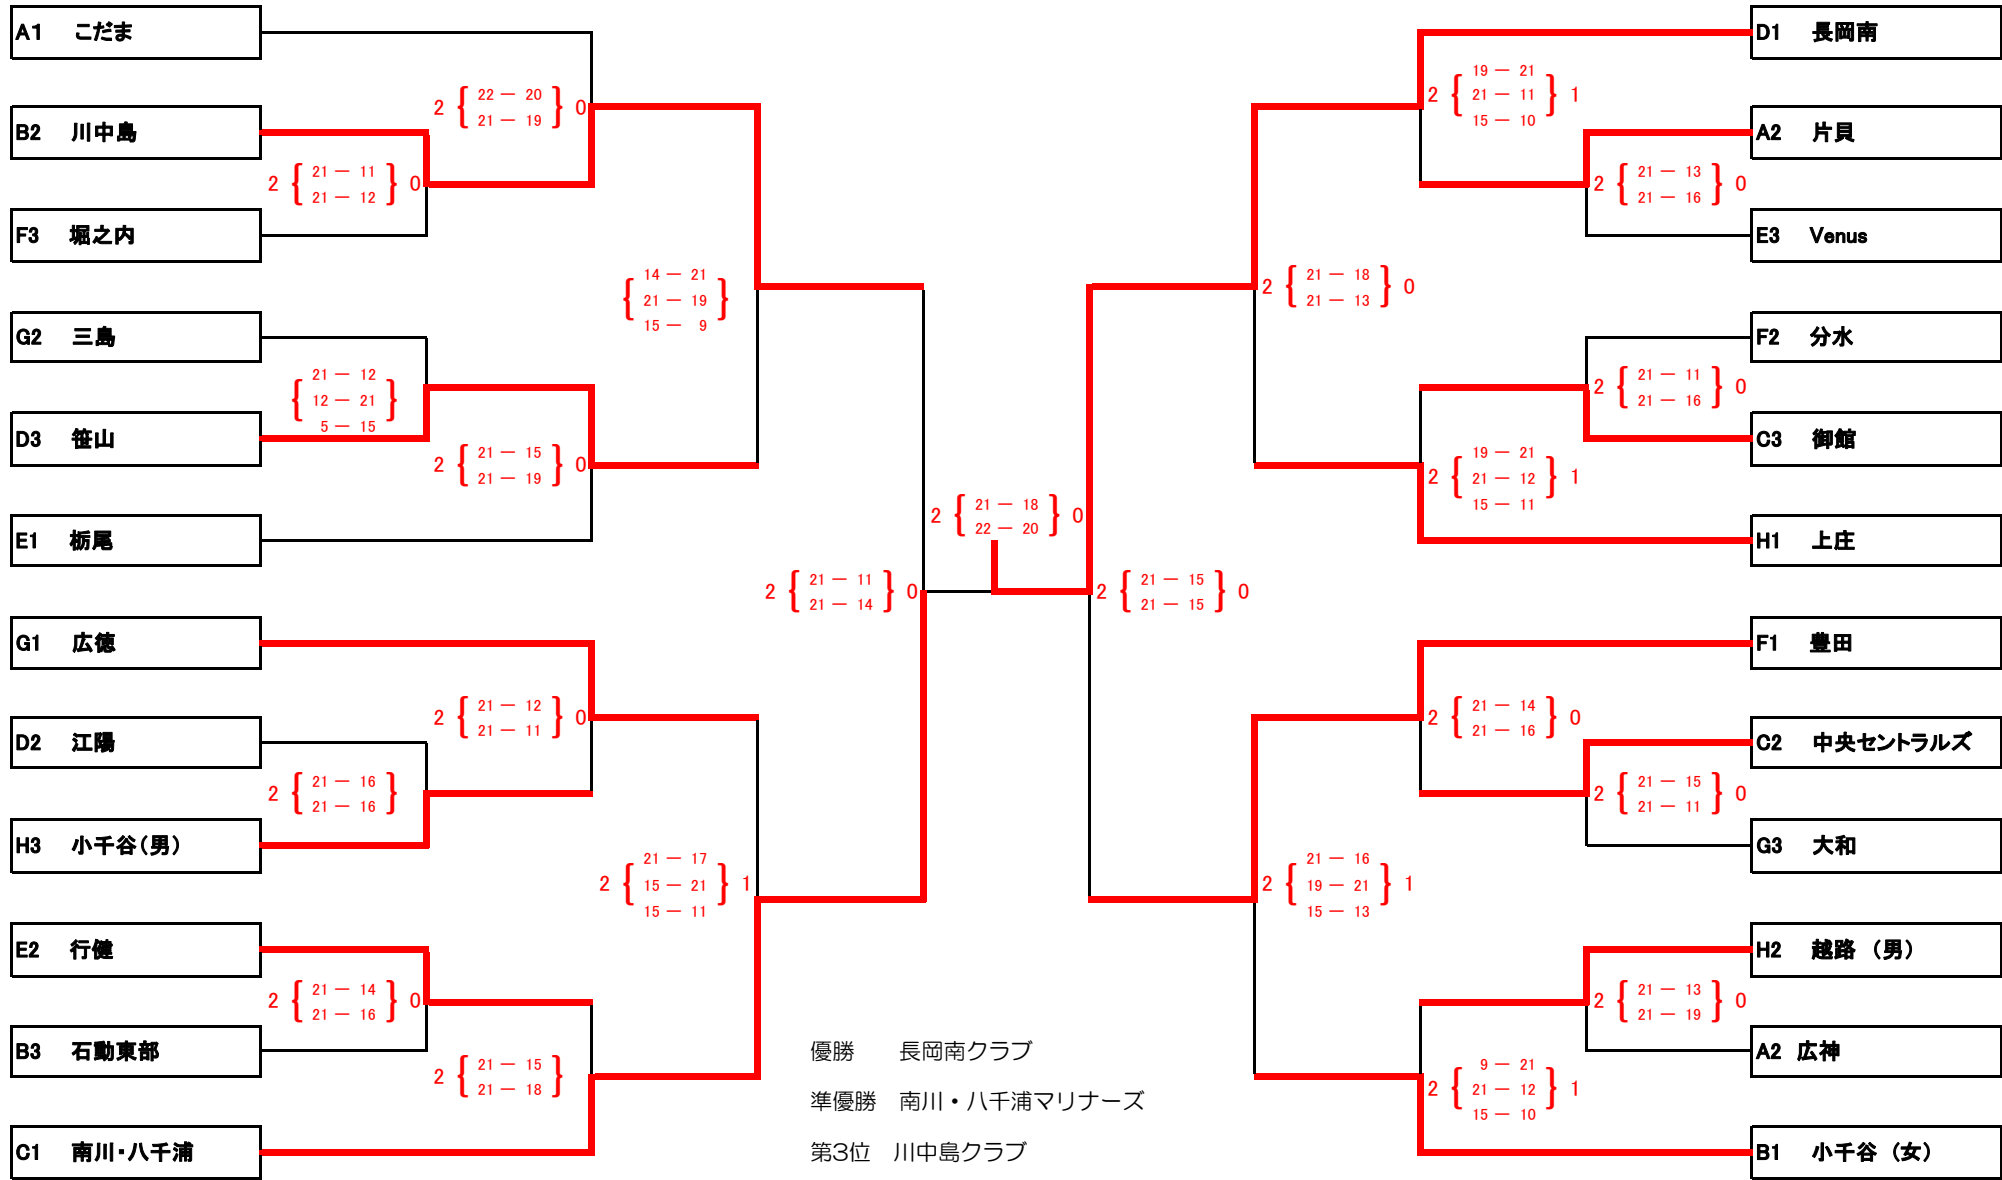 A1 こだま
B2 川中島
F3 堀之内
G2 三島
D3 笹山
E1 栃尾
G1 広徳
D2 江陽
H3 小千谷（男）
E2 行健
B3 石動東部
C1 南川・八千浦
2 { 22 － 20 } 0
21 － 19
2 { 21 － 11 } 0
21 － 12
14 － 21
{ 21 － 19 }
15 － 9
21 － 12
{ 12 － 21 }
5 － 15
2 { 21 － 15 } 0
21 － 19
2 { 21 － 11 } 0
21 － 14
2 { 21 － 12 } 0
21 － 11
2 { 21 － 16 }
21 － 16
21 － 17
2 { 15 － 21 } 1
15 － 11
2 { 21 － 14 } 0
21 － 16
2 { 21 － 15 }
21 － 18
2 { 21 － 18 } 0
22 － 20
D1 長岡南
A2 片貝
E3 Venus
F2 分水
C3 御館
H1 上庄
F1 豊田
C2 中央セントラルズ
G3 大和
H2 越路 （男）
A2 広神
B1 小千谷 （女）
19 － 21
2 { 21 － 11 } 1
15 － 10
2 { 21 － 13 } 0
21 － 16
2 { 21 － 18 } 0
21 － 13
2 { 21 － 11 } 0
21 － 16
19 － 21
2 { 21 － 12 } 1
15 － 11
2 { 21 － 15 } 0
21 － 15
2 { 21 － 14 } 0
21 － 16
2 { 21 － 15 } 0
21 － 11
21 － 16
2 { 19 － 21 } 1
15 － 13
2 { 21 － 13 } 0
21 － 19
9 － 21
2 { 21 － 12 } 1
15 － 10
優勝 長岡南クラブ
準優勝 南川・八千浦マリナーズ
第3位 川中島クラブ